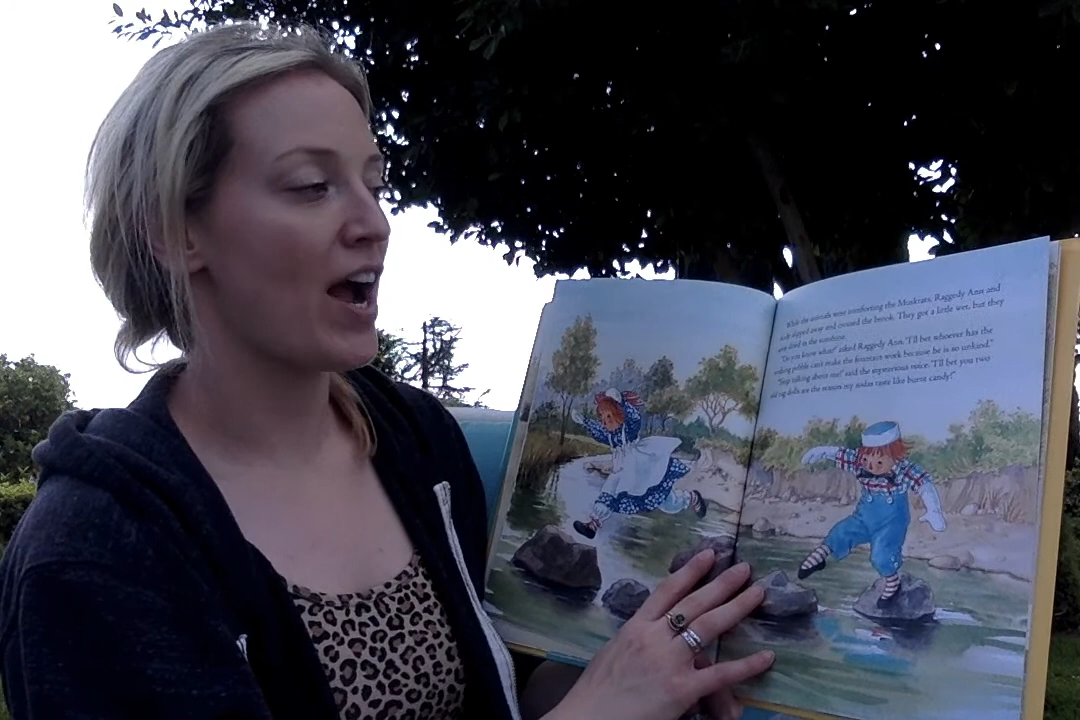 While the animals were comforting the Muskrats, Raggedy Ann and
Andy slipped away and crossed the brook. They got a little wet, but they
soon dried in the sunshine.
"Do you know what?" asked Raggedy Ann. "I'll bet whoever has the
wishing pebble can't make the fountain work because he is so unkind."
"Stop talking about me!" said the mysterious voice. "I'll bet you two
old rag dolls are the reason my sodas taste like burnt candy!"